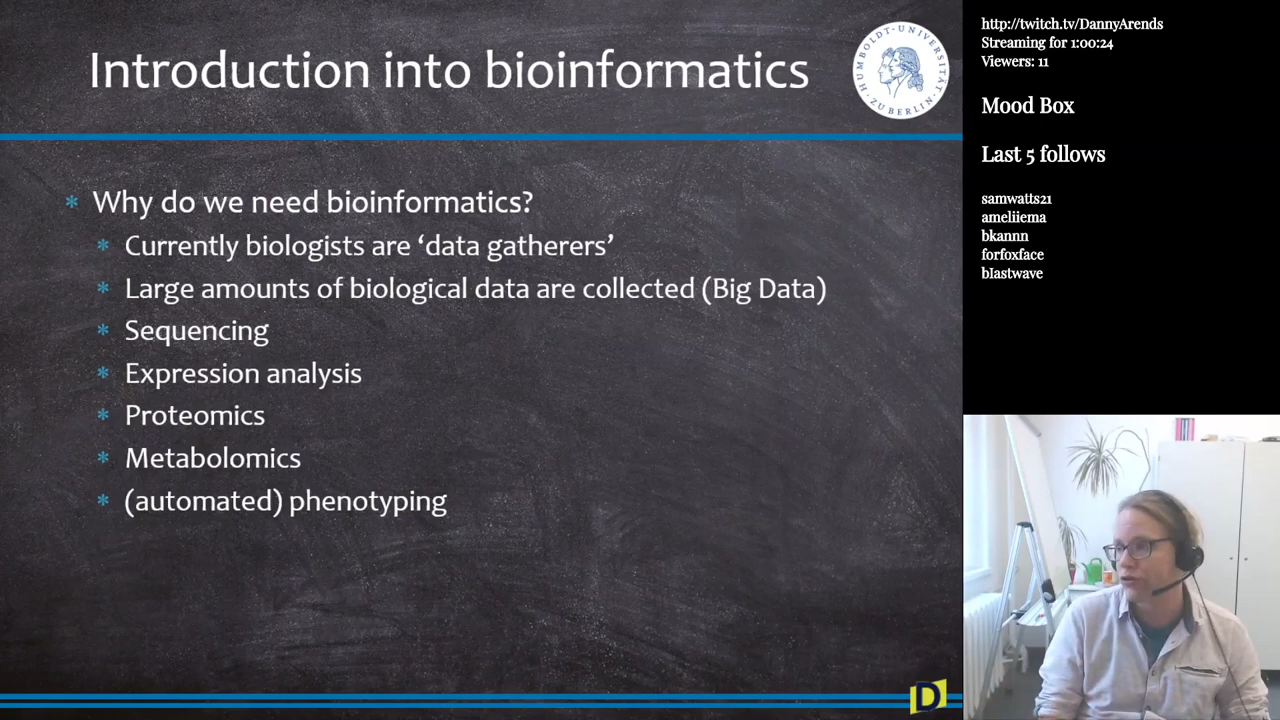 Introduction into bioinformatics
HUMBOLDT-UNIVERSITÄT
ZU BERLIN
* Why do we need bioinformatics?
* Currently biologists are ‘data gatherers’
* Large amounts of biological data are collected (Big Data)
* Sequencing
* Expression analysis
* Proteomics
* Metabolomics
* (automated) phenotyping
D
http://twitch.tv/DannyArends
Streaming for 1:00:24
Viewers: 11
Mood Box
Last 5 follows
samwatts21
ameliiema
bkannn
forfoxface
blastwave